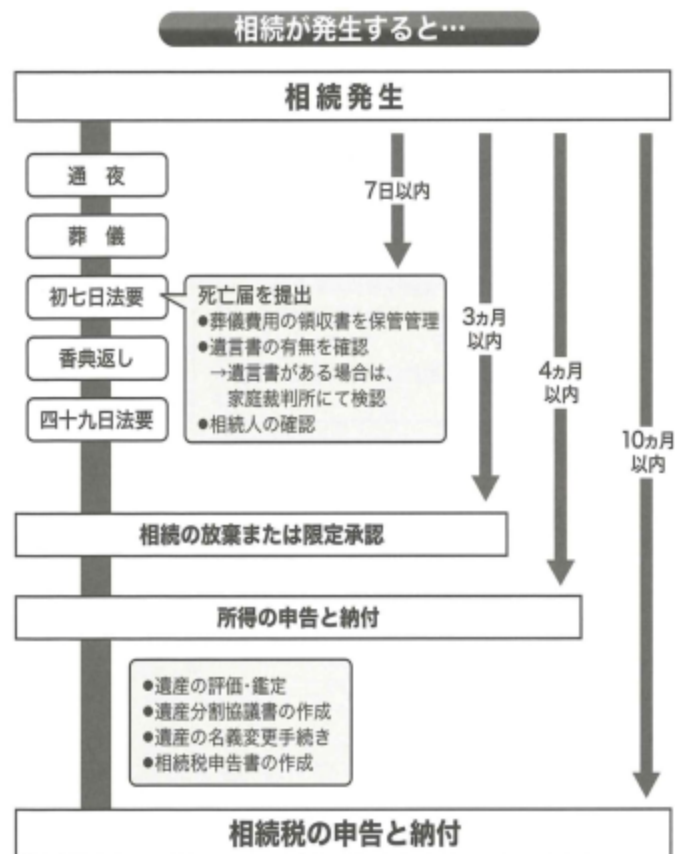 相続が発生すると…
相続発生
通　夜
葬　儀
初七日法要
香典返し
四十九日法要
7日以内
死亡届を提出
●葬儀費用の領収書を保管管理
●遺言書の有無を確認
→遺言書がある場合は、
家庭裁判所にて検認
●相続人の確認
3ヵ月
以内
4ヵ月
以内
10ヵ月
以内
相続の放棄または限定承認
所得の申告と納付
●遺産の評価・鑑定
●遺産分割協議書の作成
●遺産の名義変更手続き
●相続税申告書の作成
相続税の申告と納付